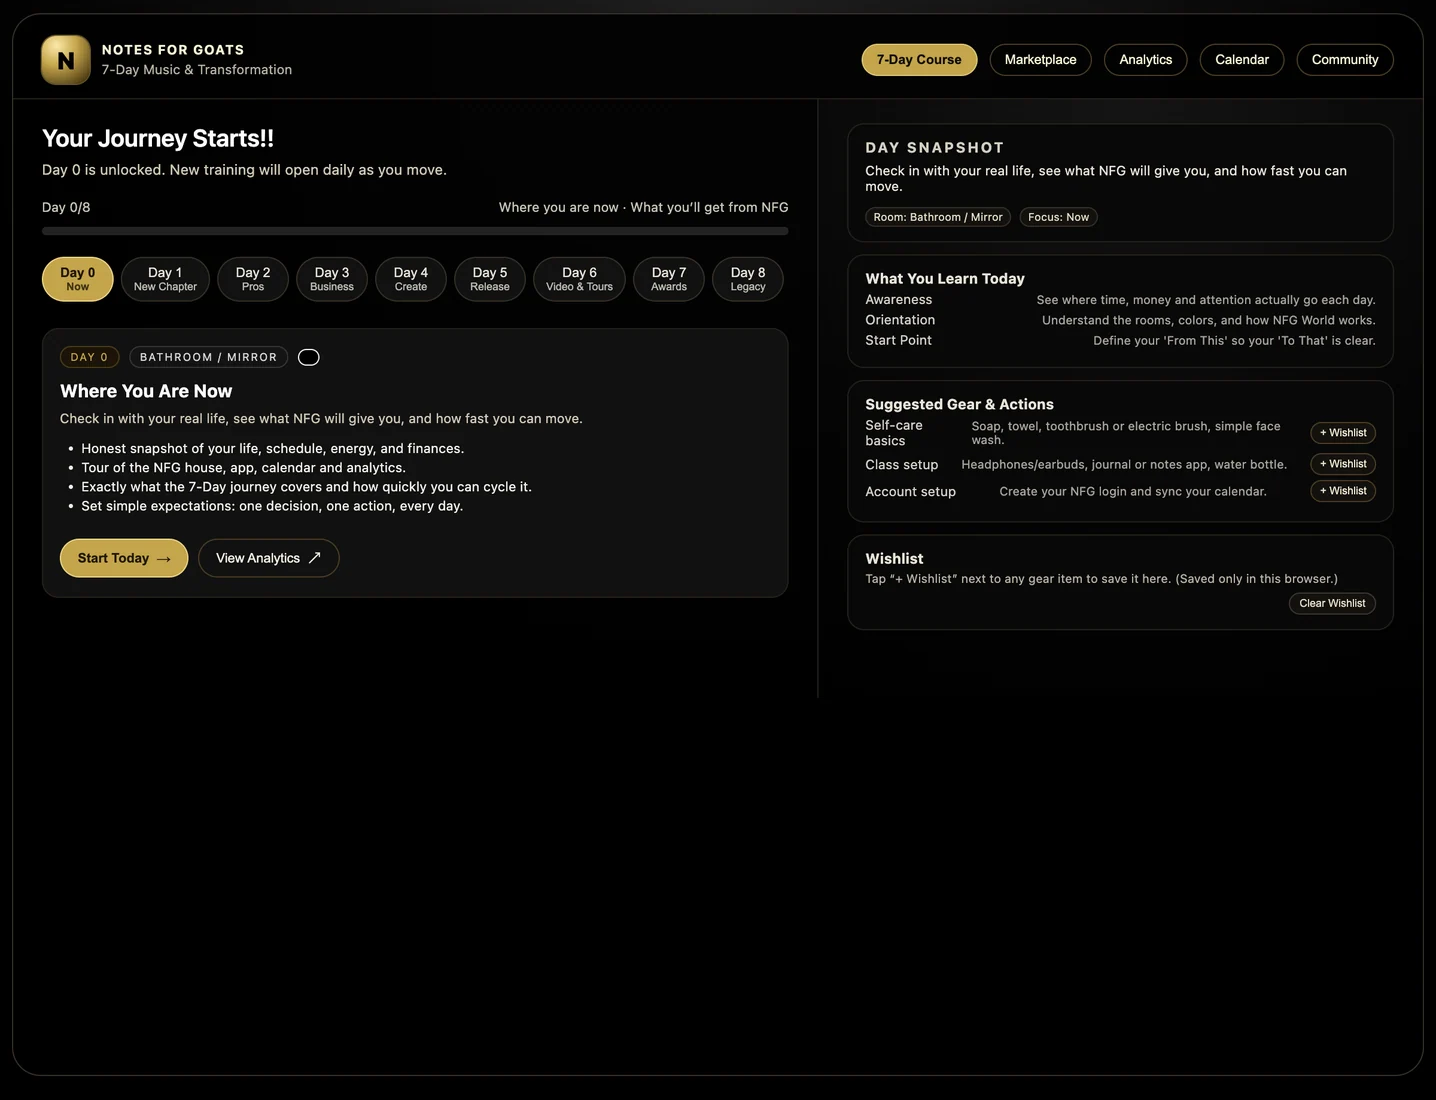 N
NOTES FOR GOATS
7-Day Music & Transformation
7-Day Course
Marketplace
Analytics
Calendar
Community
Your Journey Starts!!
Day 0 is unlocked. New training will open daily as you move.
Day 0/8
Where you are now · What you’ll get from NFG
Day 0
Now
Day 1
New Chapter
Day 2
Pros
Day 3
Business
Day 4
Create
Day 5
Release
Day 6
Video & Tours
Day 7
Awards
Day 8
Legacy
DAY 0
BATHROOM / MIRROR
Where You Are Now
Check in with your real life, see what NFG will give you, and how fast you can move.
• Honest snapshot of your life, schedule, energy, and finances.
• Tour of the NFG house, app, calendar and analytics.
• Exactly what the 7-Day journey covers and how quickly you can cycle it.
• Set simple expectations: one decision, one action, every day.
Start Today →
View Analytics ↗
DAY SNAPSHOT
Check in with your real life, see what NFG will give you, and how fast you can
move.
Room: Bathroom / Mirror
Focus: Now
What You Learn Today
Awareness
See where time, money and attention actually go each day.
Orientation
Understand the rooms, colors, and how NFG World works.
Start Point
Define your 'From This' so your 'To That' is clear.
Suggested Gear & Actions
Self-care
basics
Soap, towel, toothbrush or electric brush, simple face
wash.
+ Wishlist
Class setup
Headphones/earbuds, journal or notes app, water bottle.
+ Wishlist
Account setup
Create your NFG login and sync your calendar.
+ Wishlist
Wishlist
Tap “+ Wishlist” next to any gear item to save it here. (Saved only in this browser.)
Clear Wishlist